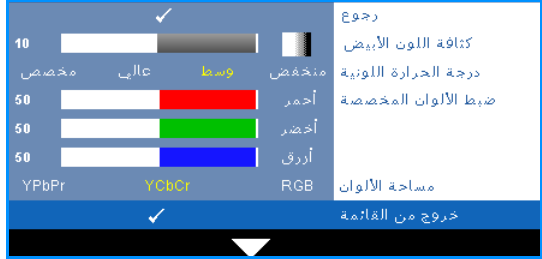 رجوع ✓
كثافة اللون الأبيض 10
درجة الحرارة اللونية منخفض وسط عالي مخصص
ضبط الألوان المخصصة أحمر 50
أخضر 50
أزرق 50
مساحة الألوان RGB YCbCr YPbPr
خروج من القائمة ✓